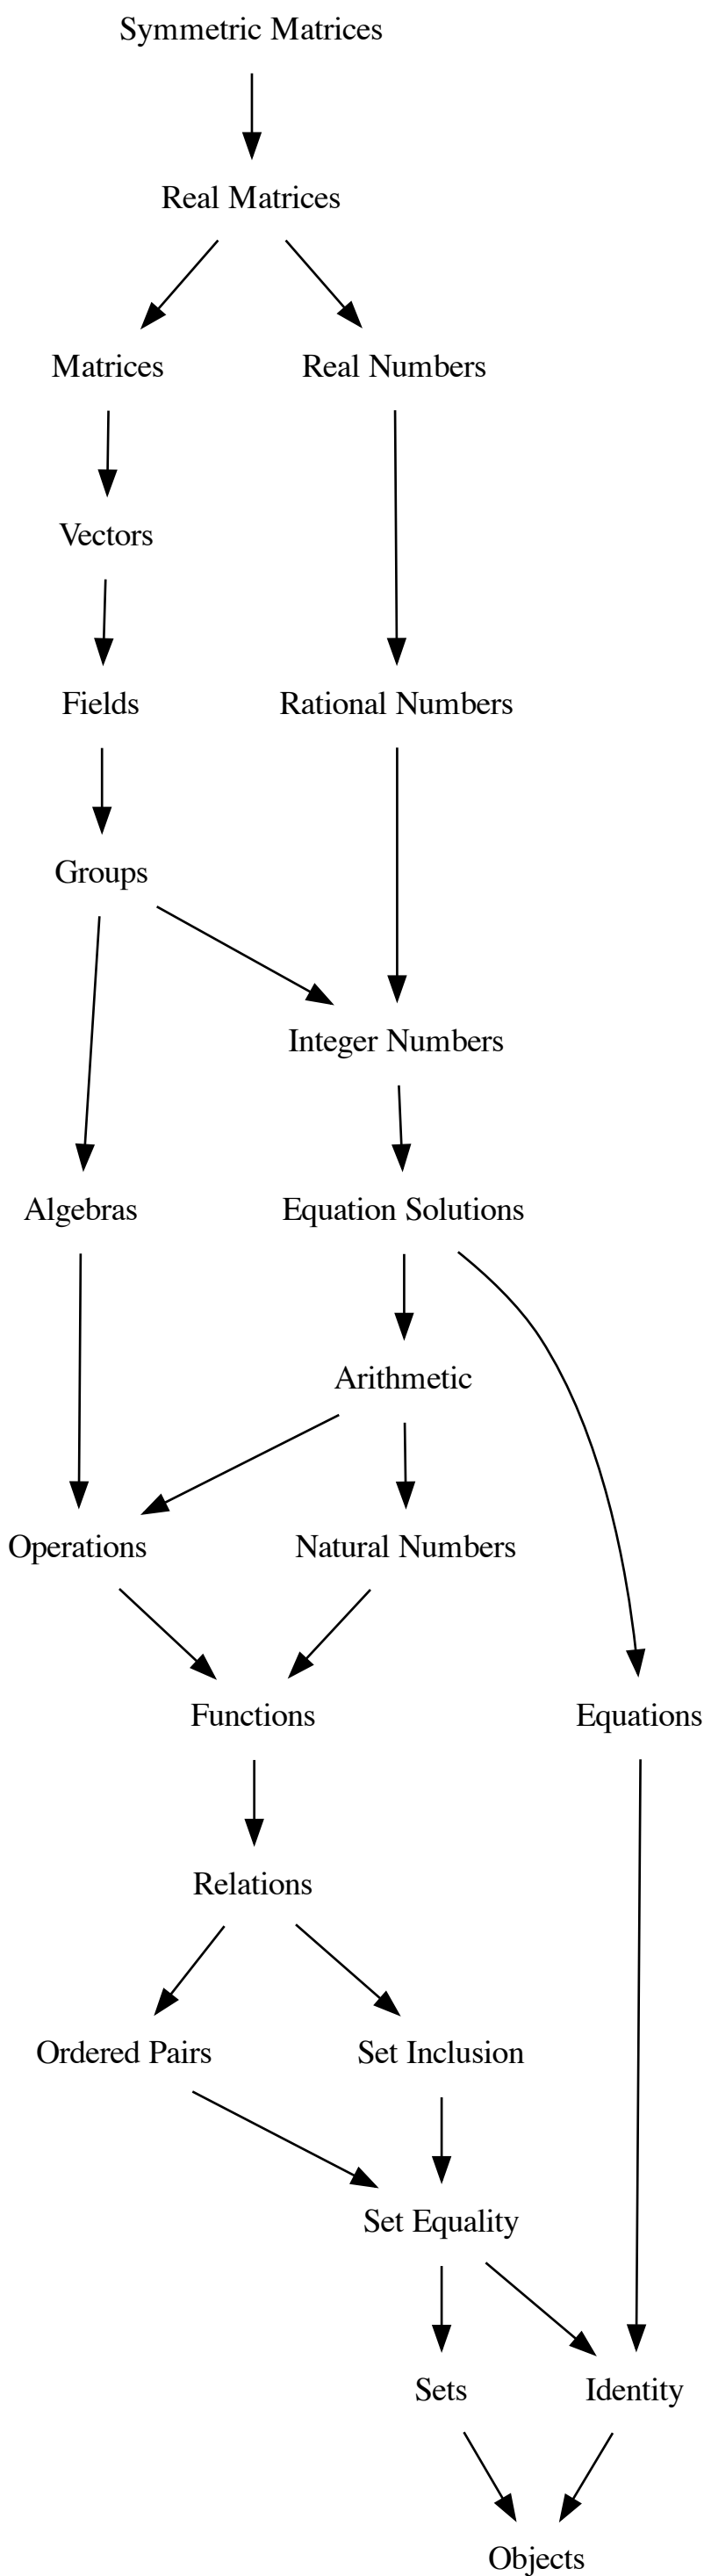 Symmetric Matrices
Real Matrices
Matrices
Real Numbers
Vectors
Fields
Rational Numbers
Groups
Integer Numbers
Algebras
Equation Solutions
Arithmetic
Operations
Natural Numbers
Functions
Equations
Relations
Ordered Pairs
Set Inclusion
Set Equality
Sets
Identity
Objects